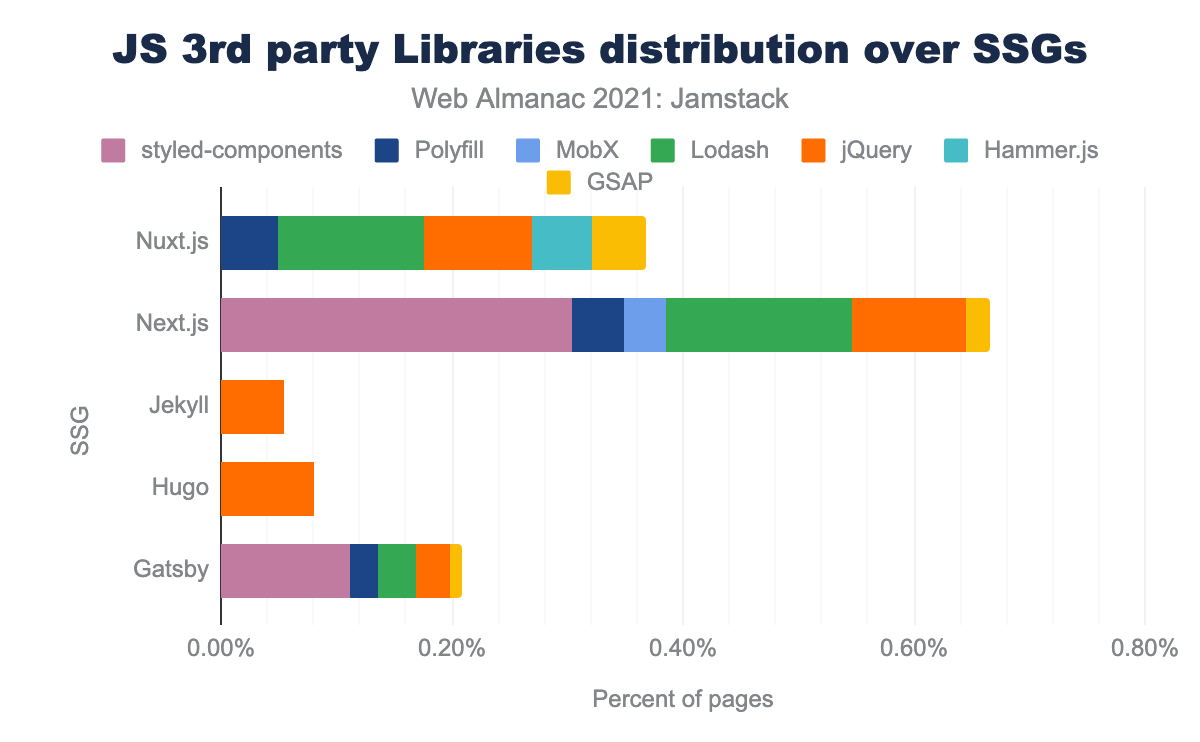 JS 3rd party Libraries distribution over SSGs
Web Almanac 2021: Jamstack
styled-components Polyfill MobX Lodash jQuery Hammer.js
GSAP
Nuxt.js
Next.js
Jekyll
Hugo
Gatsby
SSG
0.00% 0.20% 0.40% 0.60% 0.80%
Percent of pages